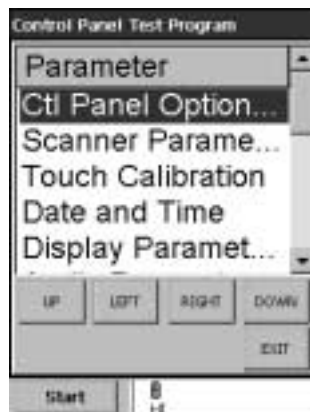 Control Panel Test Program
Parameter
Ctl Panel Option...
Scanner Parame...
Touch Calibration
Date and Time
Display Paramet...
UP LEFT RIGHT DOWN
EXIT
Start